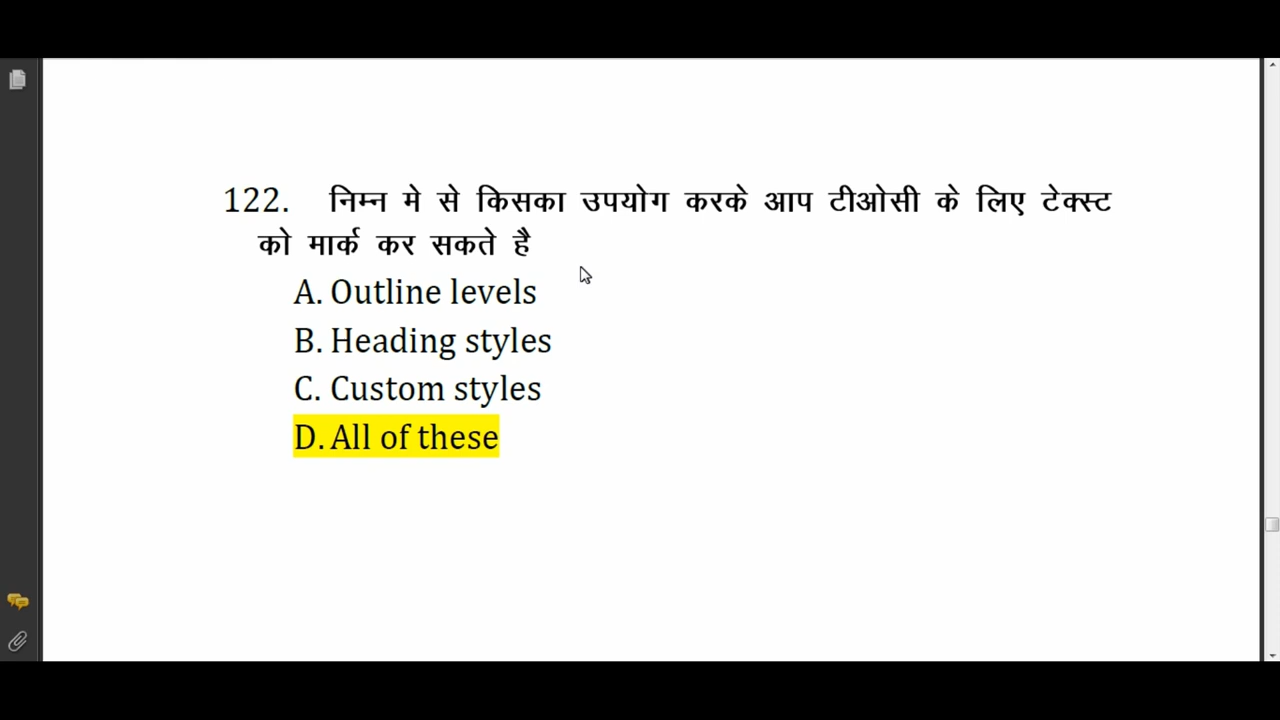 122. निम्न मे से किसका उपयोग करके आप टीओसी के लिए टेक्स्ट
को मार्क कर सकते है
A. Outline levels
B. Heading styles
C. Custom styles
D. All of these